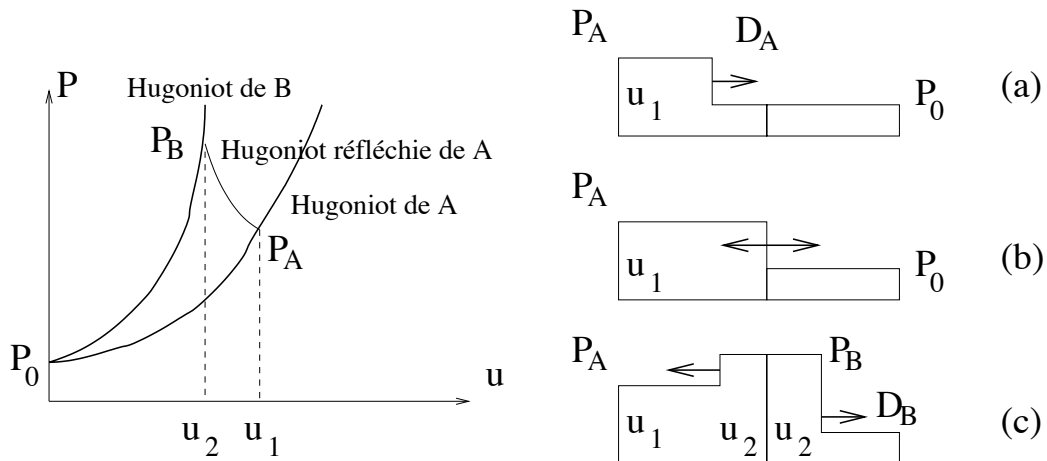 P
Hugoniot de B
P_B
Hugoniot réfléchie de A
Hugoniot de A
P_A
P_0
u
u_2
u_1
P_A
D_A
u_1
P_0
(a)
P_A
u_1
P_0
(b)
P_A
P_B
D_B
u_1
u_2
u_2
(c)